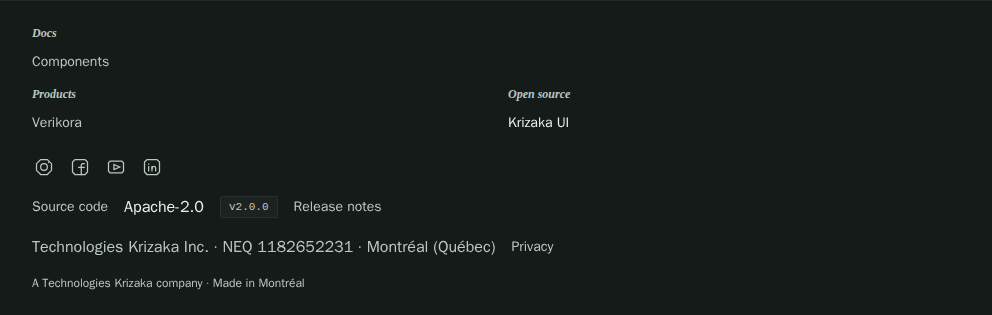 Docs
Components
Products
Open source
Verikora
Krizaka UI
Source code Apache-2.0 v2.0.0 Release notes
Technologies Krizaka Inc. · NEQ 1182652231 · Montréal (Québec) Privacy
A Technologies Krizaka company · Made in Montréal